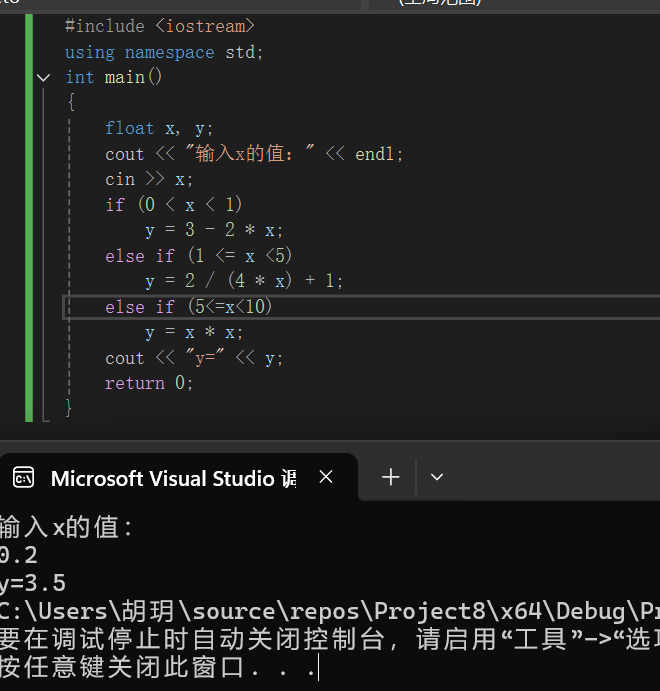 #include <iostream>
using namespace std;
int main()
{
float x, y;
cout << "输入x的值：" << endl;
cin >> x;
if (0 < x < 1)
y = 3 - 2 * x;
else if (1 <= x <5)
y = 2 / (4 * x) + 1;
else if (5<=x<10)
y = x * x;
cout << "y=" << y;
return 0;
}
Microsoft Visual Studio 调
输入x的值：
0.2
y=3.5
C:\Users\胡玥\source\repos\Project8\x64\Debug\Pr
要在调试停止时自动关闭控制台，请启用“工具”->“选项
按任意键关闭此窗口. . .